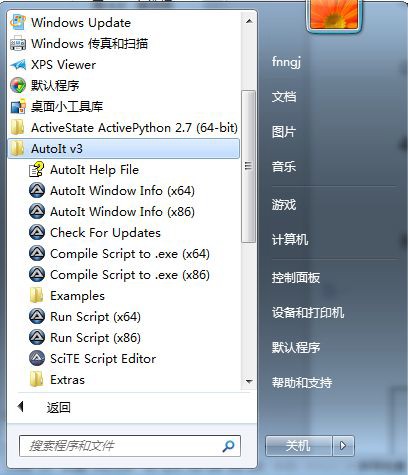 Windows Update
Windows 传真和扫描
XPS Viewer
默认程序
桌面小工具库
ActiveState ActivePython 2.7 (64-bit)
AutoIt v3
AutoIt Help File
AutoIt Window Info (x64)
AutoIt Window Info (x86)
Check For Updates
Compile Script to .exe (x64)
Compile Script to .exe (x86)
Examples
Run Script (x64)
Run Script (x86)
SciTE Script Editor
Extras
返回
搜索程序和文件
fnngj
文档
图片
音乐
游戏
计算机
控制面板
设备和打印机
默认程序
帮助和支持
关机